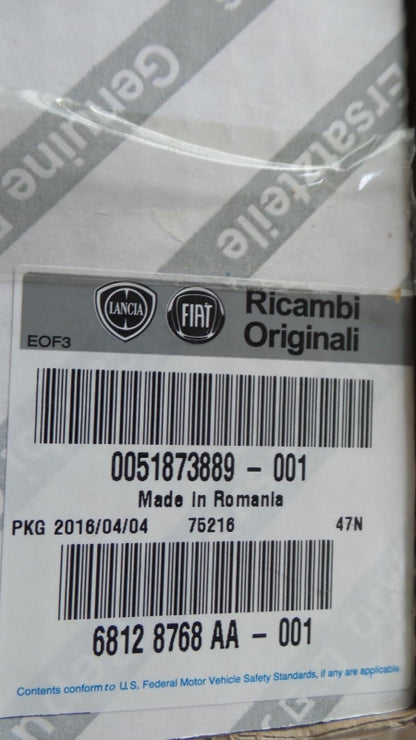 Genuine
Ersatzteile
LANCIA
FIAT
Ricambi
Originali
EOF3
0051873889 - 001
Made In Romania
PKG 2016/04/04 75216 47N
6812 8768 AA - 001
Contents conform to U.S. Federal Motor Vehicle Safety Standards, if any are applicable.